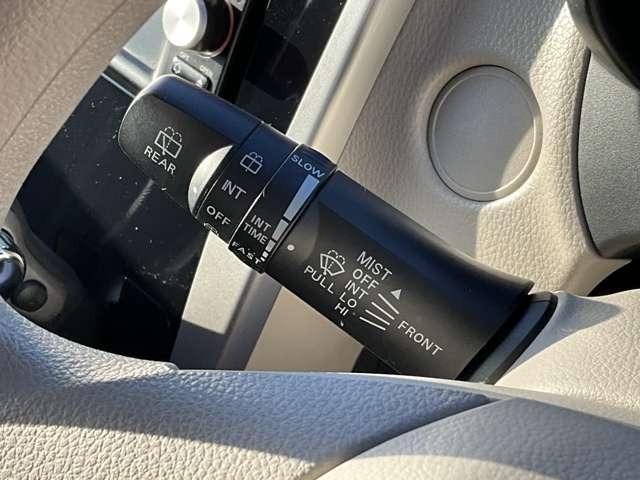 REAR
INT
OFF
SLOW
INT
TIME
FAST
MIST
OFF
PULL INT
LO
HI
FRONT